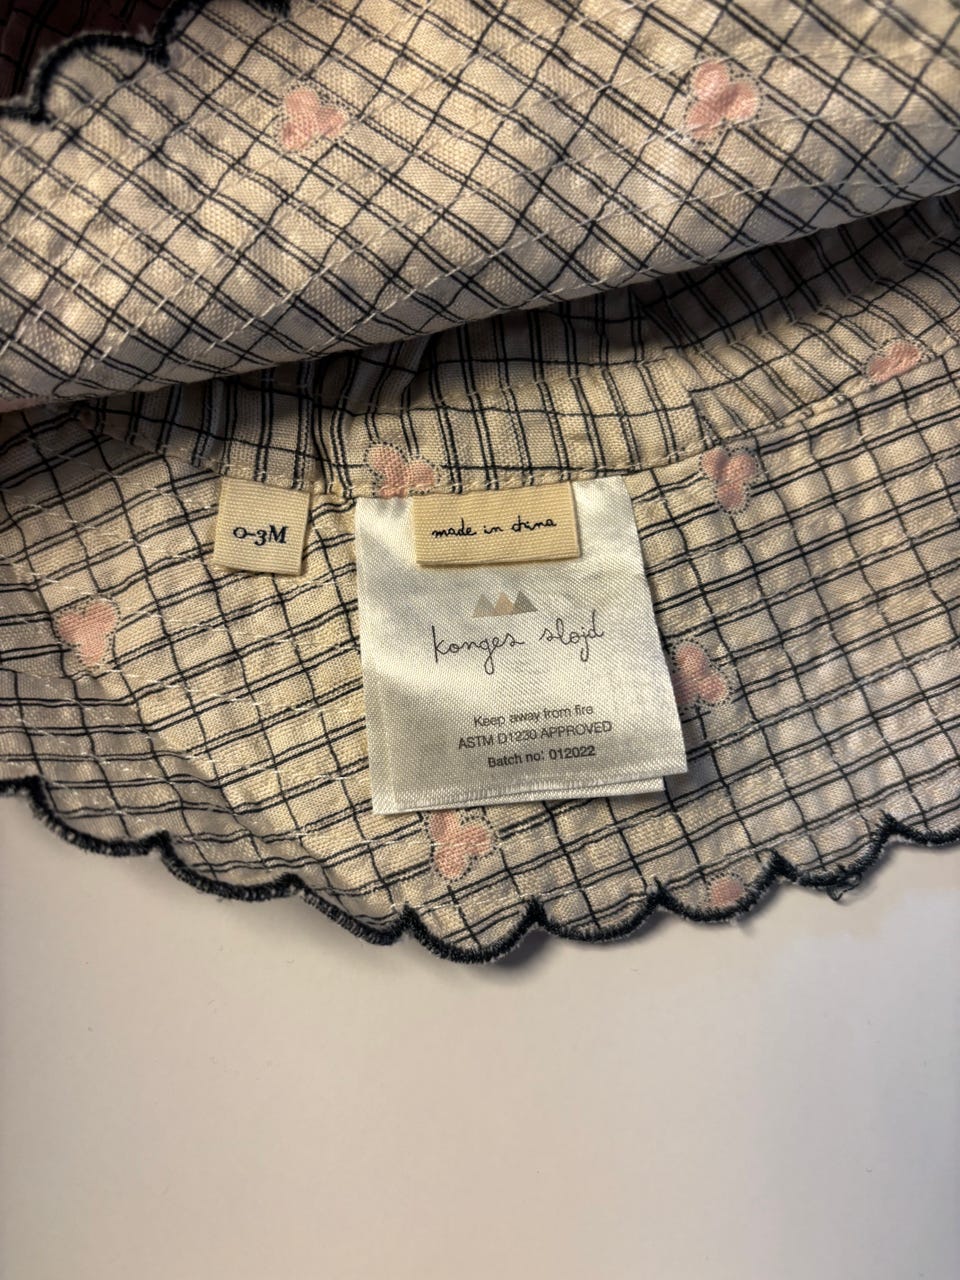 0-3M
made in china
konges sløjd
Keep away from fire
ASTM D1230 APPROVED
Batch no: 012022